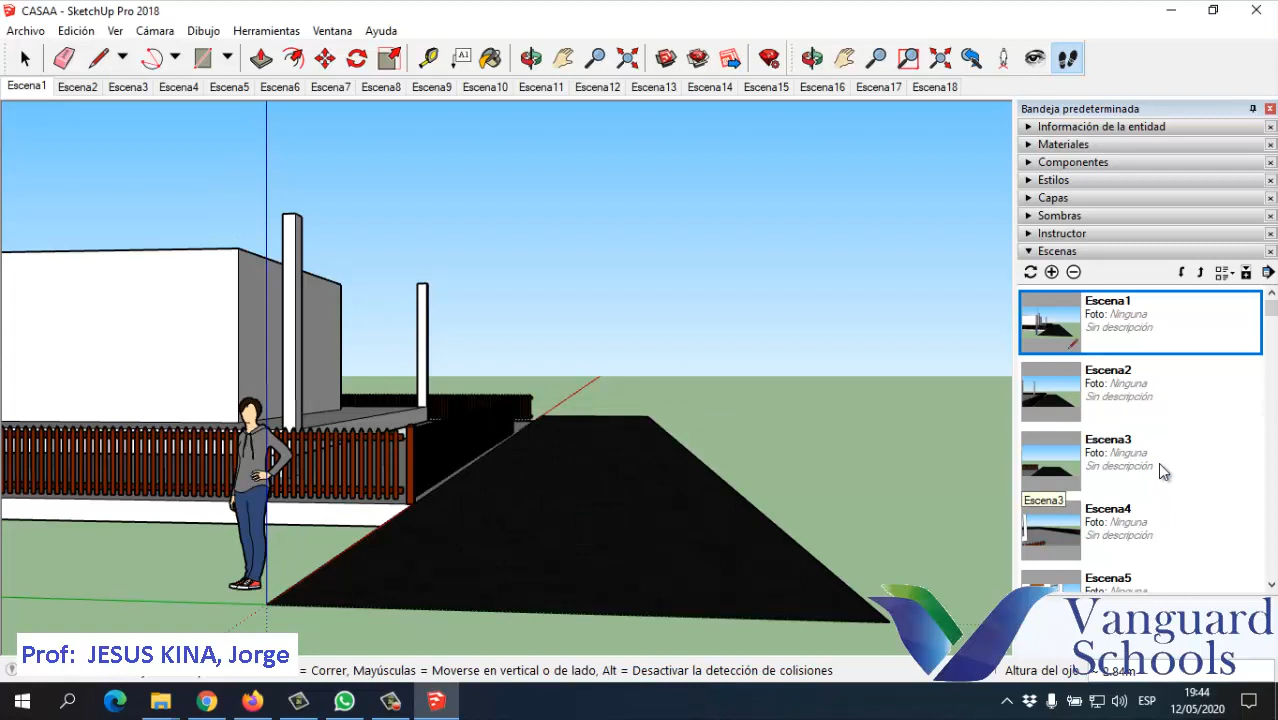 CASAA - SketchUp Pro 2018
Archivo Edición Ver Cámara Dibujo Herramientas Ventana Ayuda
A1
Escena1 Escena2 Escena3 Escena4 Escena5 Escena6 Escena7 Escena8 Escena9 Escena10 Escena11 Escena12 Escena13 Escena14 Escena15 Escena16 Escena17 Escena18
Bandeja predeterminada
Información de la entidad
Materiales
Componentes
Estilos
Capas
Sombras
Instructor
Escenas
Escena1
Foto: Ninguna
Sin descripción
Escena2
Foto: Ninguna
Sin descripción
Escena3
Foto: Ninguna
Sin descripción
Escena3
Escena4
Foto: Ninguna
Sin descripción
Escena5
Vanguard
Schools
Prof: JESUS KINA, Jorge
= Correr, Mayúsculas = Moverse en vertical o de lado, Alt = Desactivar la detección de colisiones
Altura del ojo
ESP
19:44
12/05/2020